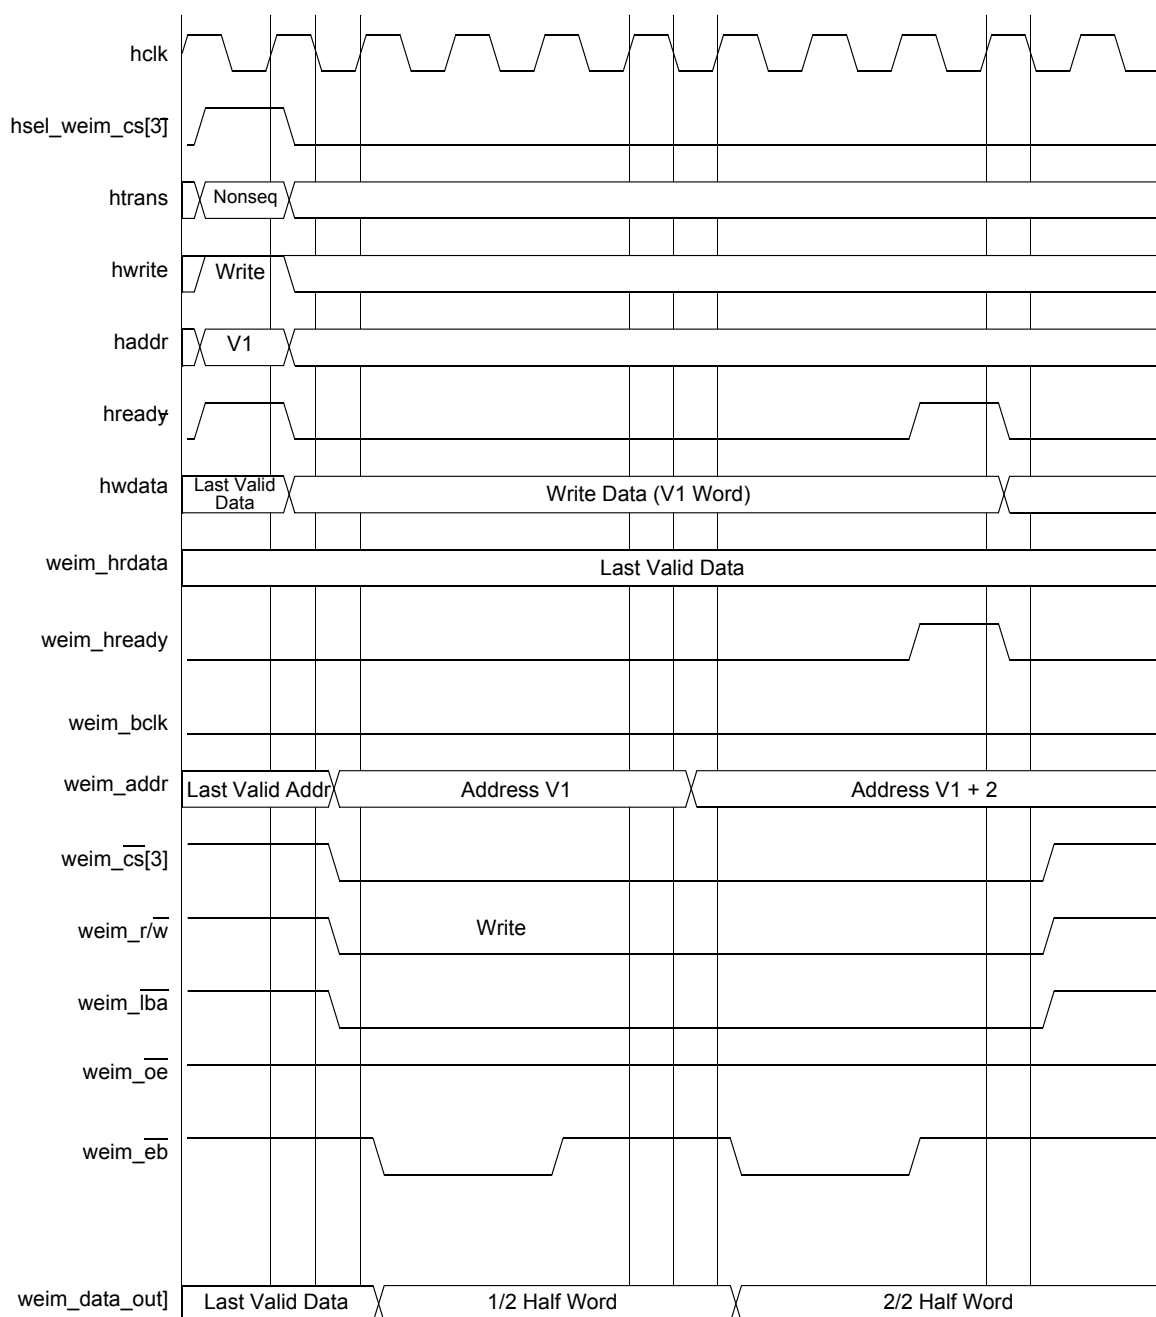 hclk
hsel_weim_cs[3]
htrans
Nonseq
hwrite
Write
haddr
V1
hready
hwdata
Last Valid
Data
Write Data (V1 Word)
weim_hrdata
Last Valid Data
weim_hready
weim_bclk
weim_addr
Last Valid Addr
Address V1
Address V1 + 2
weim_cs[3]
weim_r/w
Write
weim_lba
weim_oe
weim_eb
weim_data_out]
Last Valid Data
1/2 Half Word
2/2 Half Word